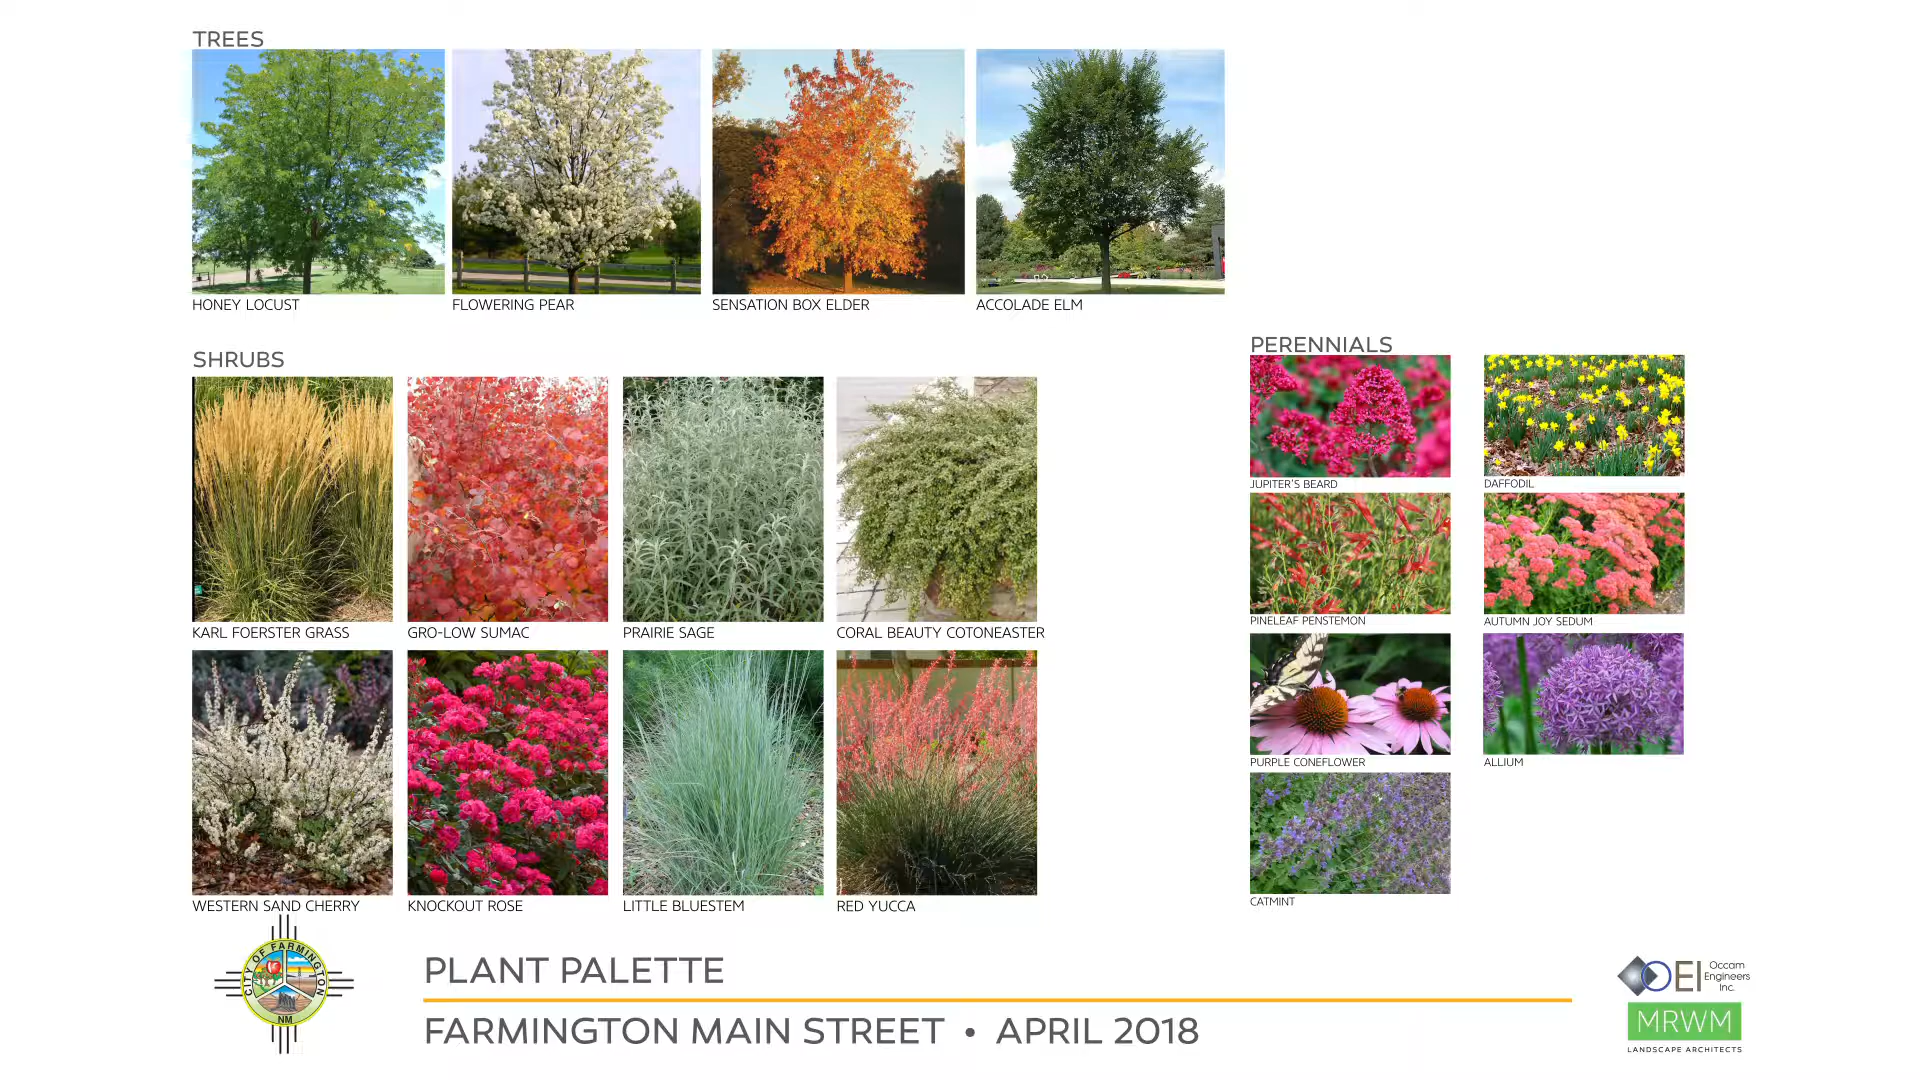 TREES
HONEY LOCUST
FLOWERING PEAR
SENSATION BOX ELDER
ACCOLADE ELM
SHRUBS
KARL FOERSTER GRASS
GRO-LOW SUMAC
PRAIRIE SAGE
CORAL BEAUTY COTONEASTER
WESTERN SAND CHERRY
KNOCKOUT ROSE
LITTLE BLUESTEM
RED YUCCA
PERENNIALS
JUPITER'S BEARD
DAFFODIL
PINELEAF PENSTEMON
AUTUMN JOY SEDUM
PURPLE CONEFLOWER
ALLIUM
CATMINT
CITY OF FARMINGTON
NM
PLANT PALETTE
FARMINGTON MAIN STREET • APRIL 2018
OEI
Occam
Engineers
Inc.
MRWM
LANDSCAPE ARCHITECTS